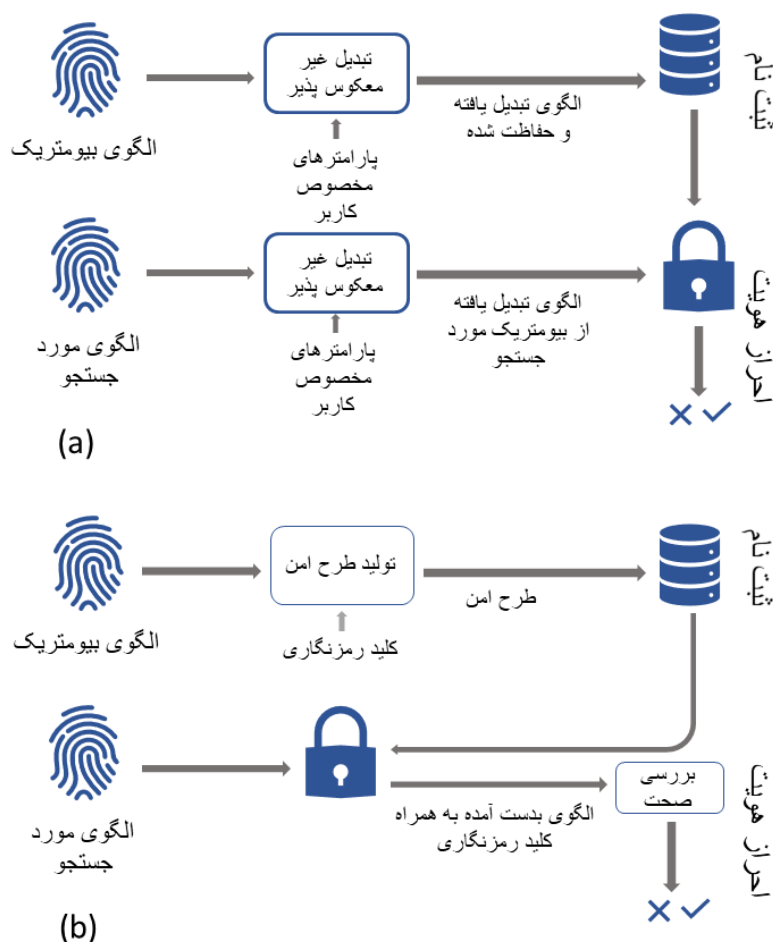 تبدیل غیر
معکوس پذیر
ثبت نام
الگوی تبدیل یافته
و حفاظت شده
الگوی بیومتریک
پارامترهای
مخصوص
کاربر
تبدیل غیر
معکوس پذیر
احراز هویت
الگوی تبدیل یافته
از بیومتریک مورد
جستجو
الگوی مورد
جستجو
پارامترهای
مخصوص
کاربر
(a)
ثبت نام
تولید طرح امن
طرح امن
الگوی بیومتریک
کلید رمزنگاری
احراز هویت
بررسی
صحت
الگوی بدست آمده به همراه
کلید رمزنگاری
الگوی مورد
جستجو
(b)